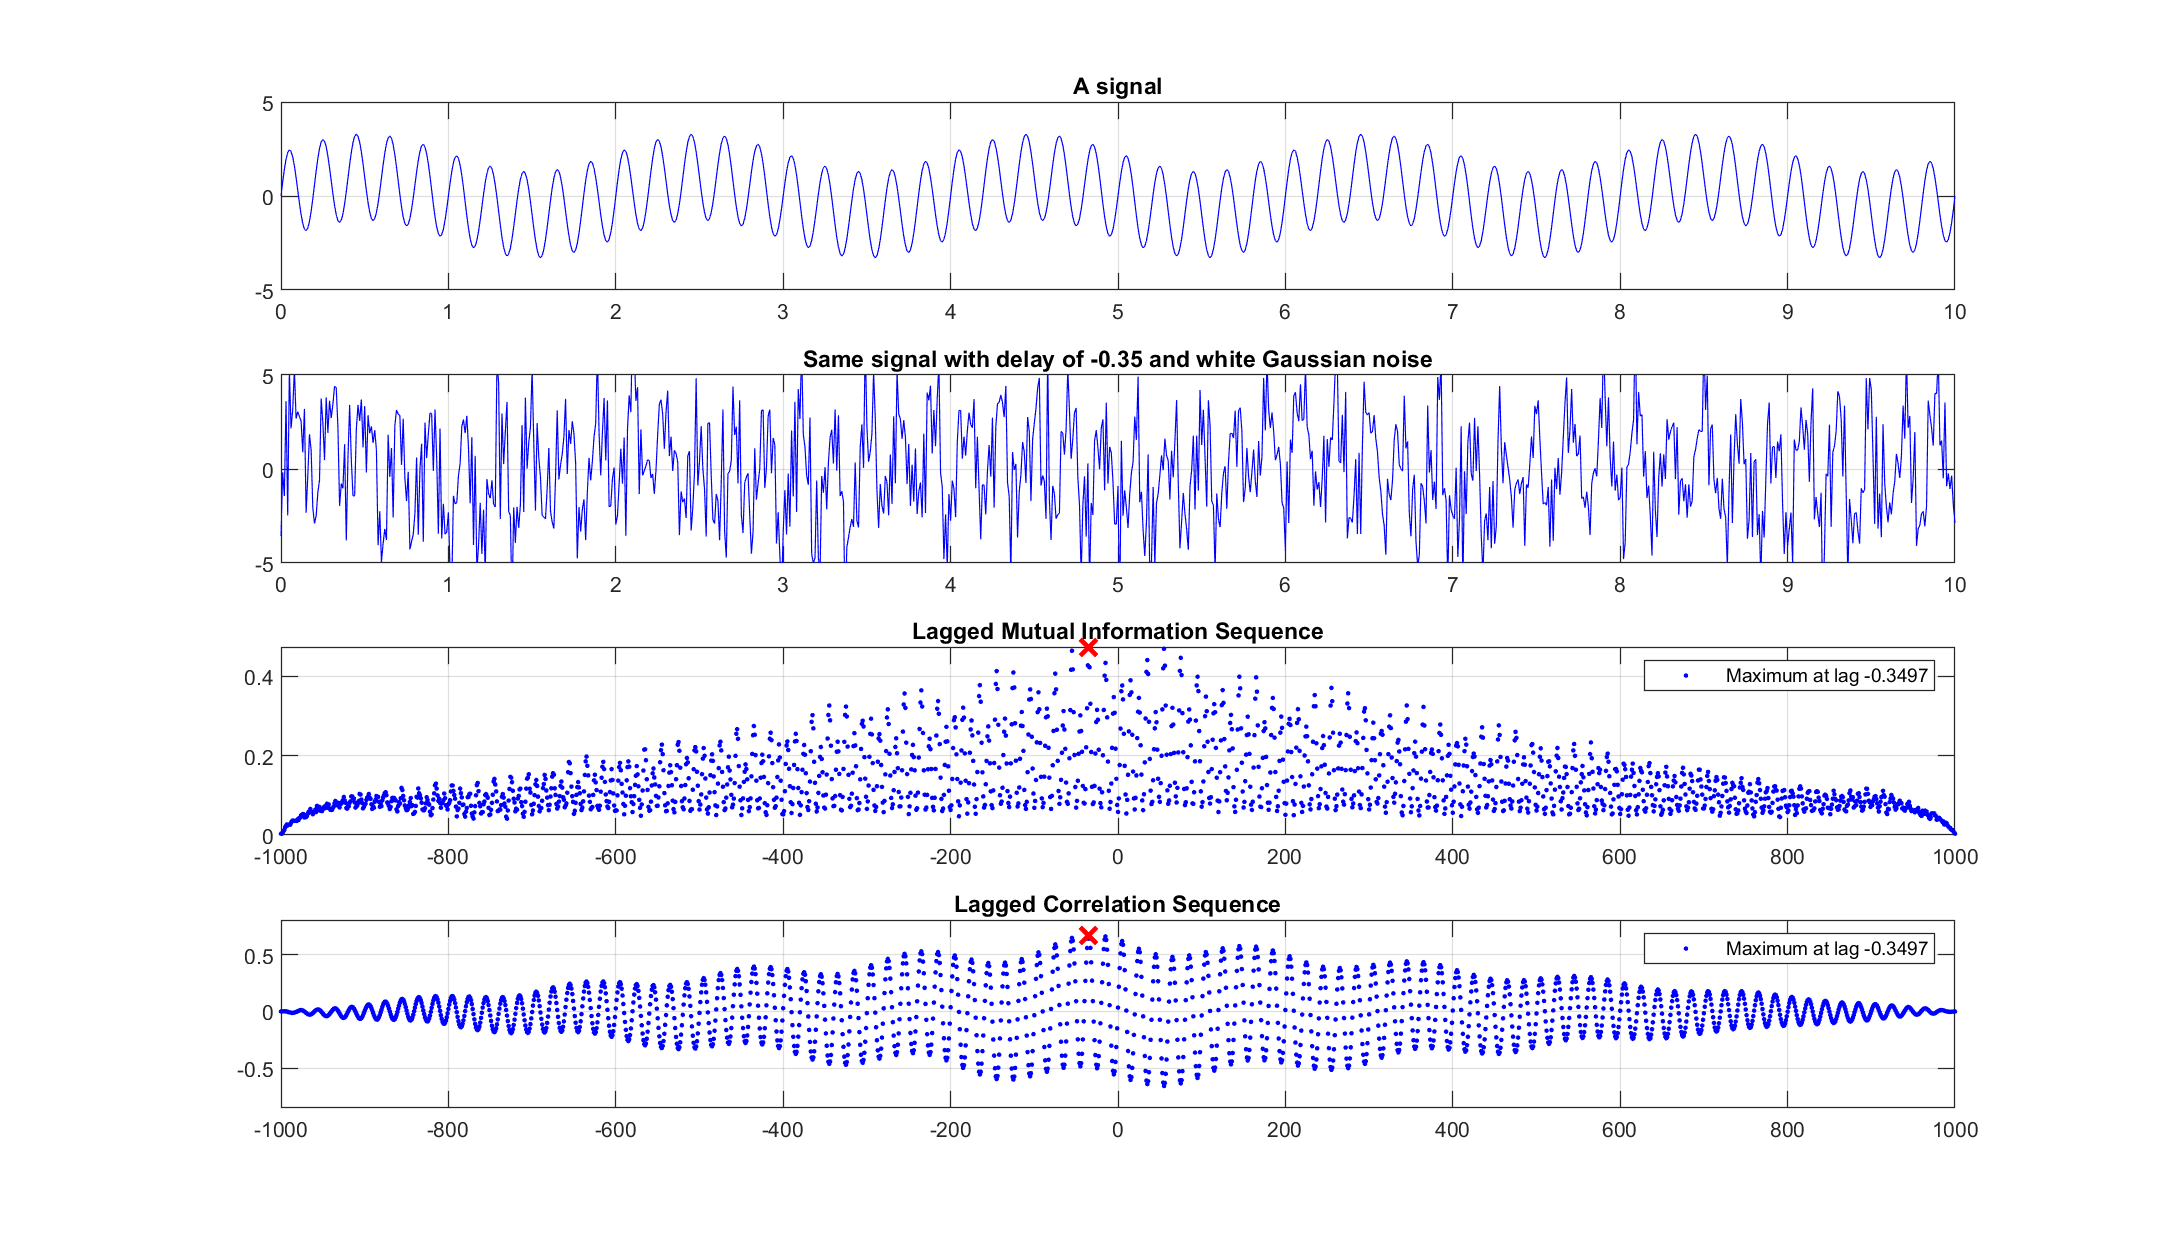 A signal
5
0
-5
0 1 2 3 4 5 6 7 8 9 10
Same signal with delay of -0.35 and white Gaussian noise
5
0
-5
0 1 2 3 4 5 6 7 8 9 10
Lagged Mutual Information Sequence
Maximum at lag -0.3497
0.4
0.2
0
-1000 -800 -600 -400 -200 0 200 400 600 800 1000
Lagged Correlation Sequence
Maximum at lag -0.3497
0.5
0
-0.5
-1000 -800 -600 -400 -200 0 200 400 600 800 1000